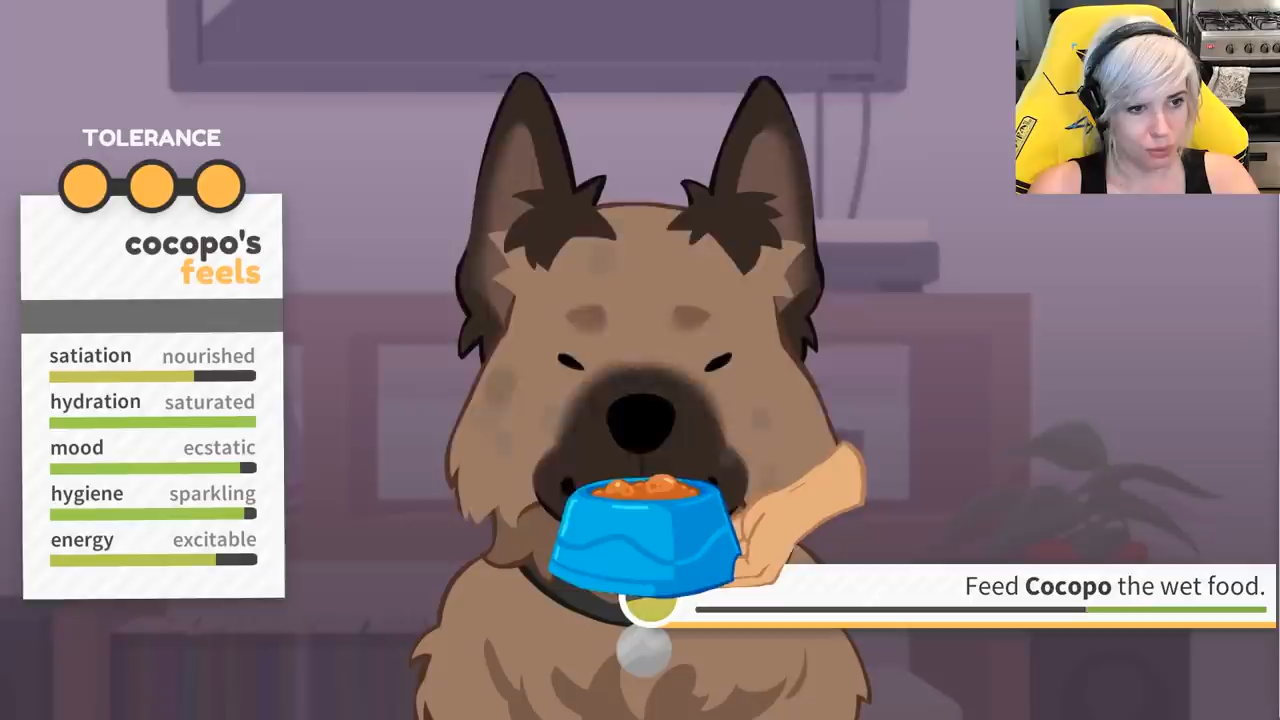 TOLERANCE
cocopo's
feels
satiation nourished
hydration saturated
mood ecstatic
hygiene sparkling
energy excitable
Feed Cocopo the wet food.